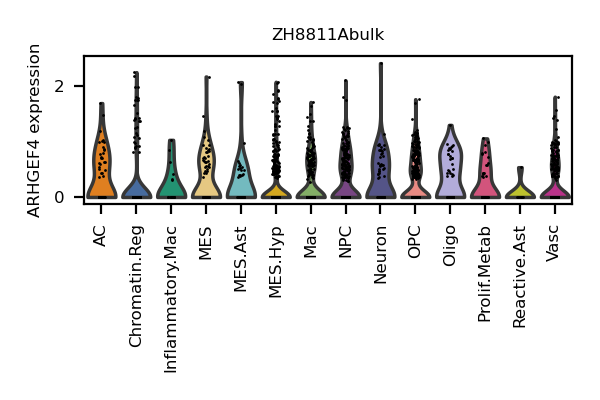 ZH8811Abulk
ARHGEF4 expression
2
0
AC
Chromatin.Reg
Inflammatory.Mac
MES
MES.Ast
MES.Hyp
Mac
NPC
Neuron
OPC
Oligo
Prolif.Metab
Reactive.Ast
Vasc